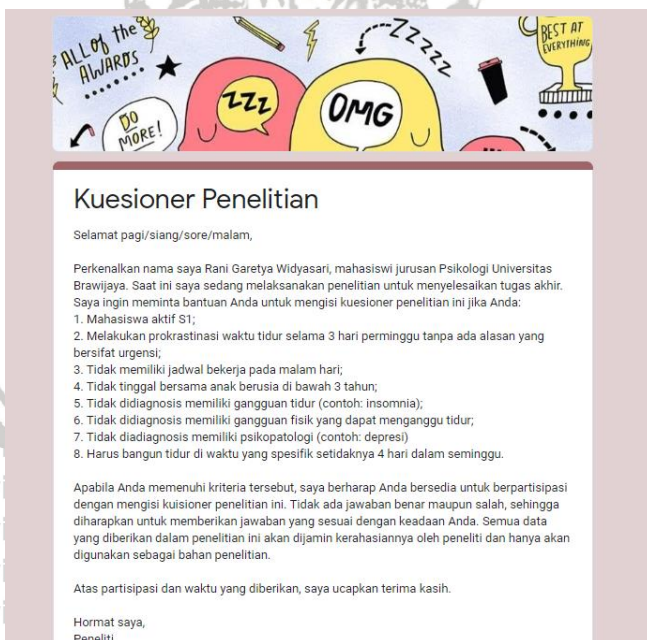 ALL of the
AWARDS
DO
MORE!
ZZZ
OMG
ZZZZZ
BEST AT
EVERYTHING
Kuesioner Penelitian
Selamat pagi/siang/sore/malam,
Perkenalkan nama saya Rani Garetya Widyasari, mahasiswi jurusan Psikologi Universitas
Brawijaya. Saat ini saya sedang melaksanakan penelitian untuk menyelesaikan tugas akhir.
Saya ingin meminta bantuan Anda untuk mengisi kuesioner penelitian ini jika Anda:
1. Mahasiswa aktif S1;
2. Melakukan prokrastinasi waktu tidur selama 3 hari perminggu tanpa ada alasan yang
bersifat urgensi;
3. Tidak memiliki jadwal bekerja pada malam hari;
4. Tidak tinggal bersama anak berusia di bawah 3 tahun;
5. Tidak didiagnosis memiliki gangguan tidur (contoh: insomnia);
6. Tidak didiagnosis memiliki gangguan fisik yang dapat menganggu tidur;
7. Tidak diadiagnosis memiliki psikopatologi (contoh: depresi)
8. Harus bangun tidur di waktu yang spesifik setidaknya 4 hari dalam seminggu.
Apabila Anda memenuhi kriteria tersebut, saya berharap Anda bersedia untuk berpartisipasi
dengan mengisi kuisioner penelitian ini. Tidak ada jawaban benar maupun salah, sehingga
diharapkan untuk memberikan jawaban yang sesuai dengan keadaan Anda. Semua data
yang diberikan dalam penelitian ini akan dijamin kerahasiannya oleh peneliti dan hanya akan
digunakan sebagai bahan penelitian.
Atas partisipasi dan waktu yang diberikan, saya ucapkan terima kasih.
Hormat saya,
Peneliti